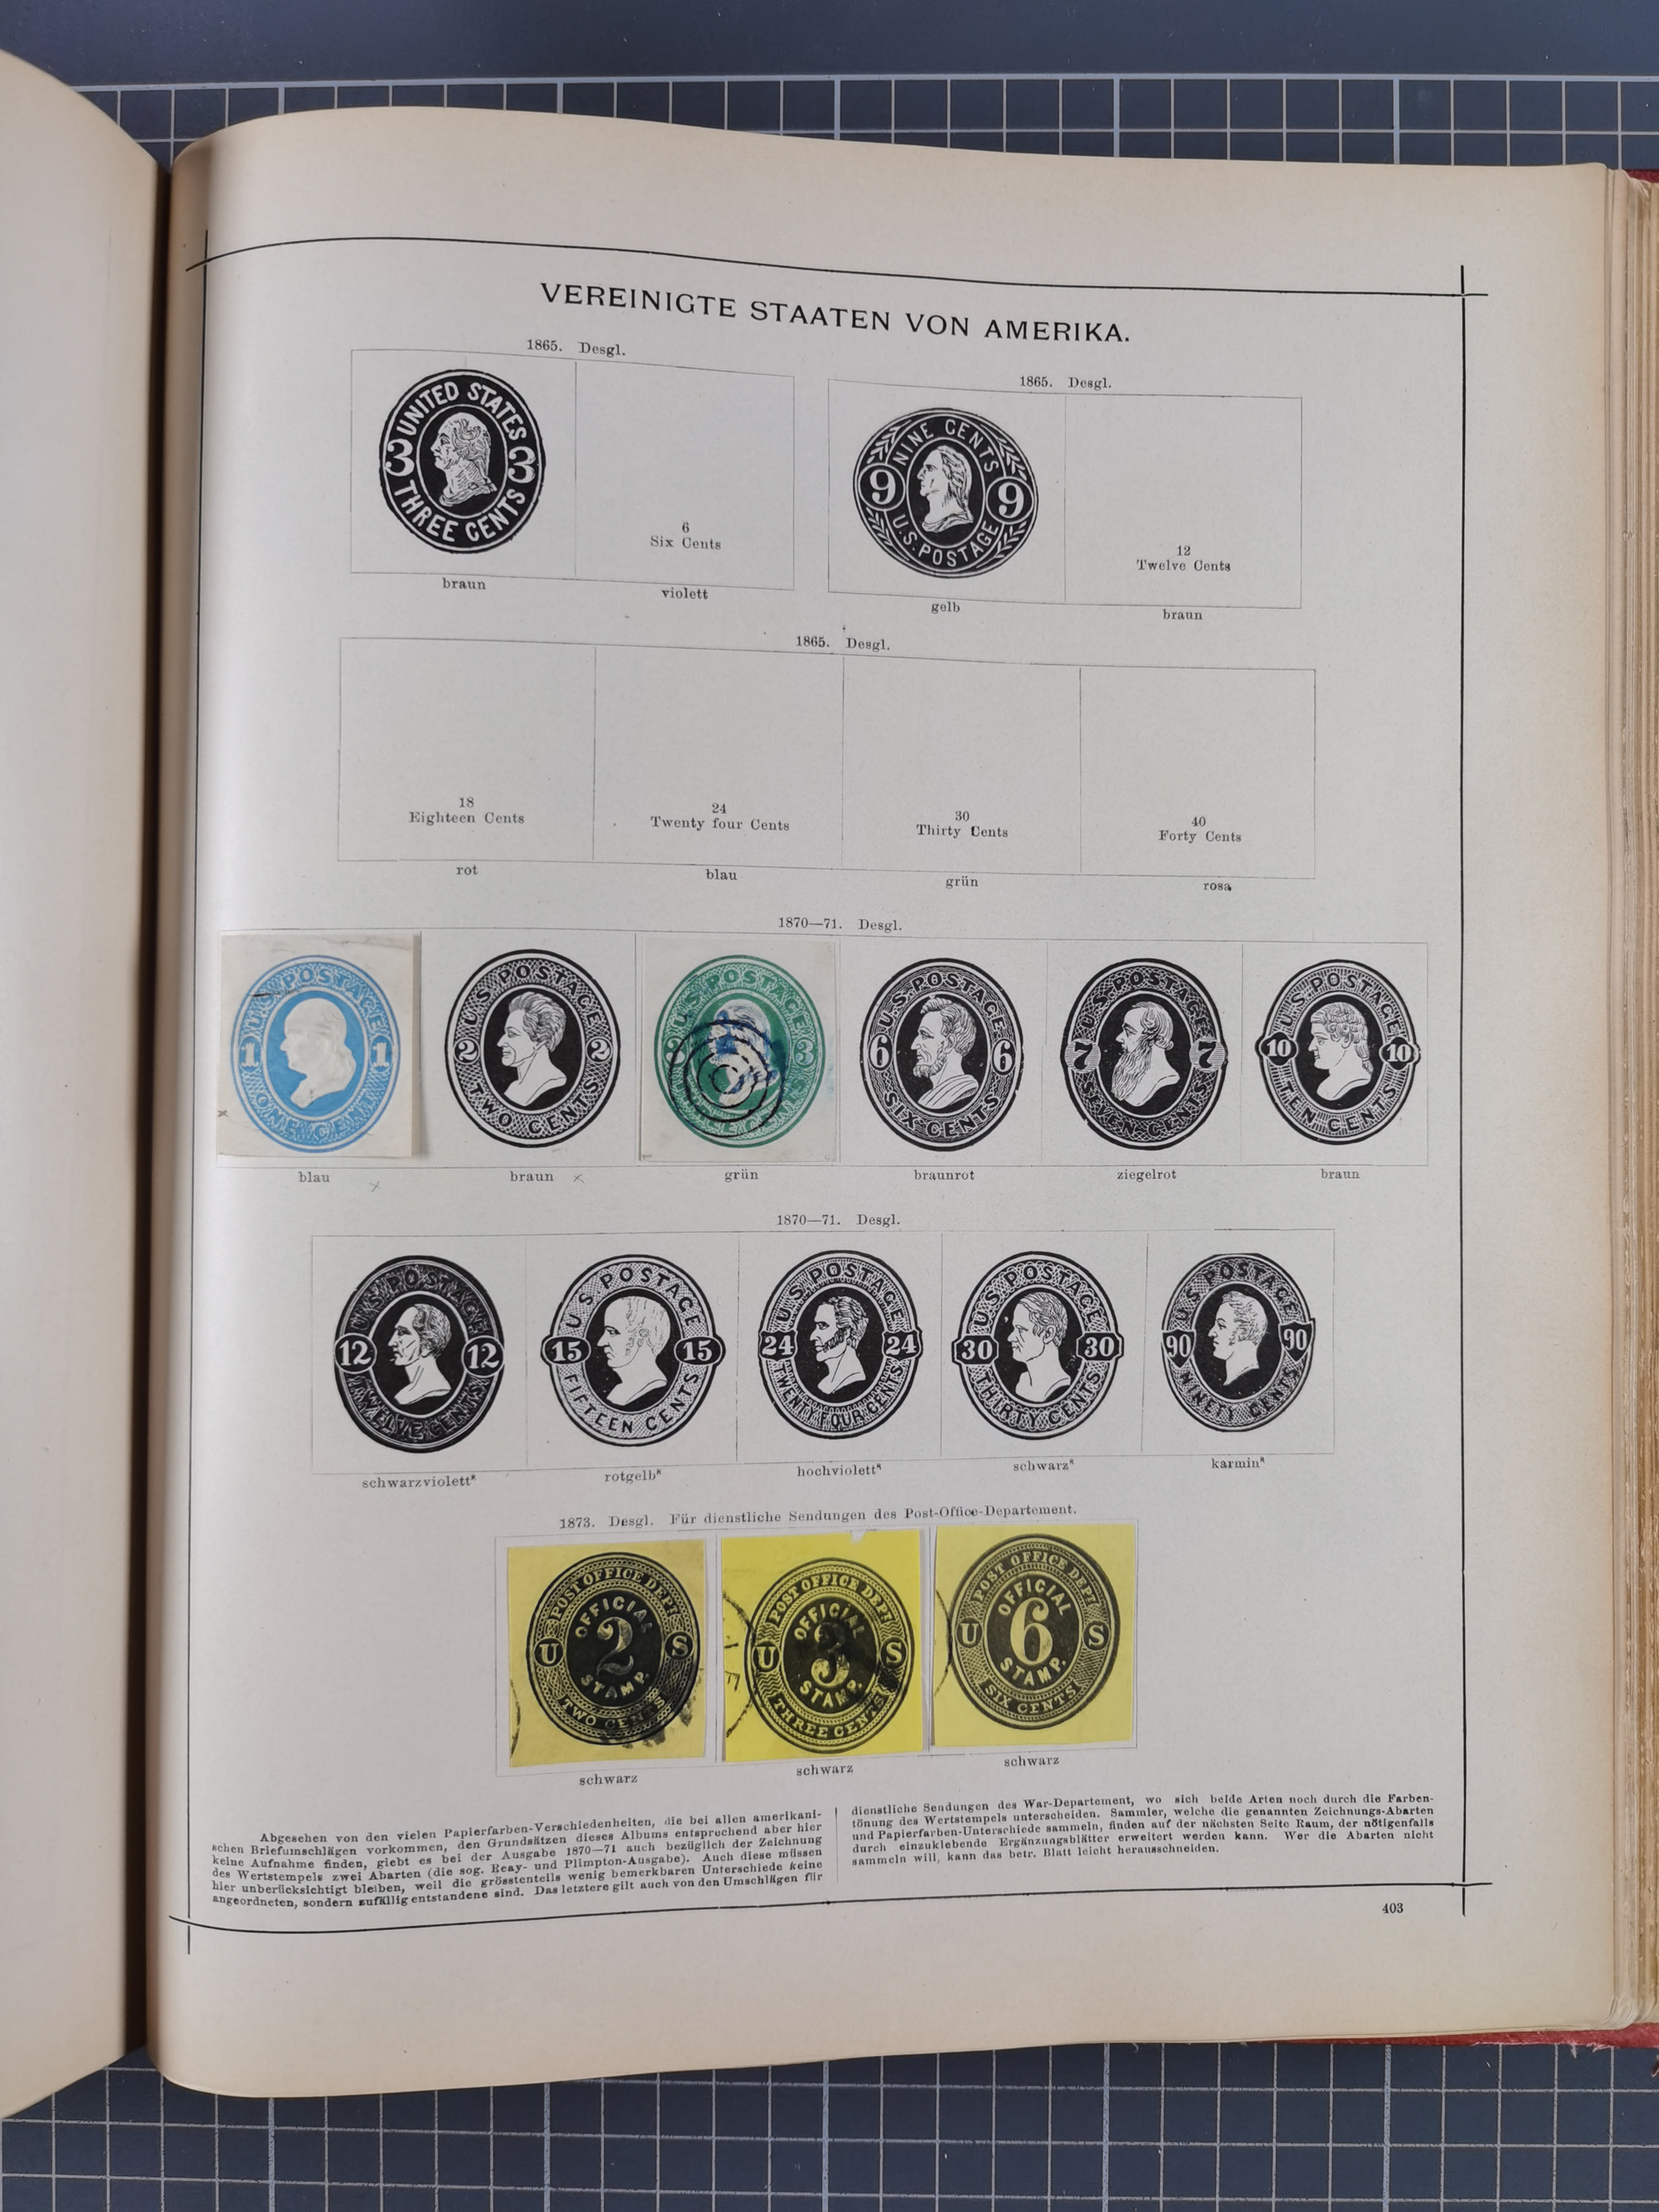 VEREINIGTE STAATEN VON AMERIKA.
1865. Desgl.
UNITED STATES
3 3
THREE CENTS
6
Six Cents
braun
violett
1865. Desgl.
NINE CENTS
9 9
U.S. POSTAGE
12
Twelve Cents
gelb
braun
1865. Desgl.
18
Eighteen Cents
24
Twenty four Cents
30
Thirty Cents
40
Forty Cents
rot
blau
grün
rosa
1870—71. Desgl.
U.S. POSTAGE
1 1
ONE CENT
U.S. POSTAGE
2 2
TWO CENTS
U.S. POSTAGE
3
CENTS
U.S. POSTAGE
6 6
SIX CENTS
U.S. POSTAGE
7 7
SEVEN CENTS
U.S. POSTAGE
10 10
TEN CENTS
blau
braun
grün
braunrot
ziegelrot
braun
1870—71. Desgl.
U.S. POSTAGE
12 12
TWELVE CENTS
U.S. POSTAGE
15 15
FIFTEEN CENTS
U.S. POSTAGE
24 24
TWENTY FOUR CENTS
U.S. POSTAGE
30 30
THIRTY CENTS
U.S. POSTAGE
90 90
NINETY CENTS
schwarzviolett*
rotgelb*
hochviolett*
schwarz*
karmin*
1873. Desgl. Für dienstliche Sendungen des Post-Office-Departement.
POST OFFICE DEPT
OFFICIAL
U 2 S
STAMP.
TWO CENTS
POST OFFICE DEPT
OFFICIAL
U 3 S
STAMP.
THREE CENTS
POST OFFICE DEPT
OFFICIAL
U 6 S
STAMP.
SIX CENTS
schwarz
schwarz
schwarz
Abgesehen von den vielen Papierfarben-Verschiedenheiten, die bei allen amerikani-
schen Briefumschlägen vorkommen, den Grundsätzen dieses Albums entsprechend aber hier
keine Aufnahme finden, giebt es bei der Ausgabe 1870—71 auch bezüglich der Zeichnung
des Wertstempels zwei Abarten (die sog. Reay- und Plimpton-Ausgabe). Auch diese müssen
hier unberücksichtigt bleiben, weil die grösstenteils wenig bemerkbaren Unterschiede keine
angeordneten, sondern zufällig entstandene sind. Das letztere gilt auch von den Umschlägen für
dienstliche Sendungen des War-Departement, wo sich beide Arten noch durch die Farben-
tönung des Wertstempels unterscheiden. Sammler, welche die genannten Zeichnungs-Abarten
und Papierfarben-Unterschiede sammeln, finden auf der nächsten Seite Raum, der nötigenfalls
durch einzuklebende Ergänzungsblätter erweitert werden kann. Wer die Abarten nicht
sammeln will, kann das betr. Blatt leicht herausschneiden.
403